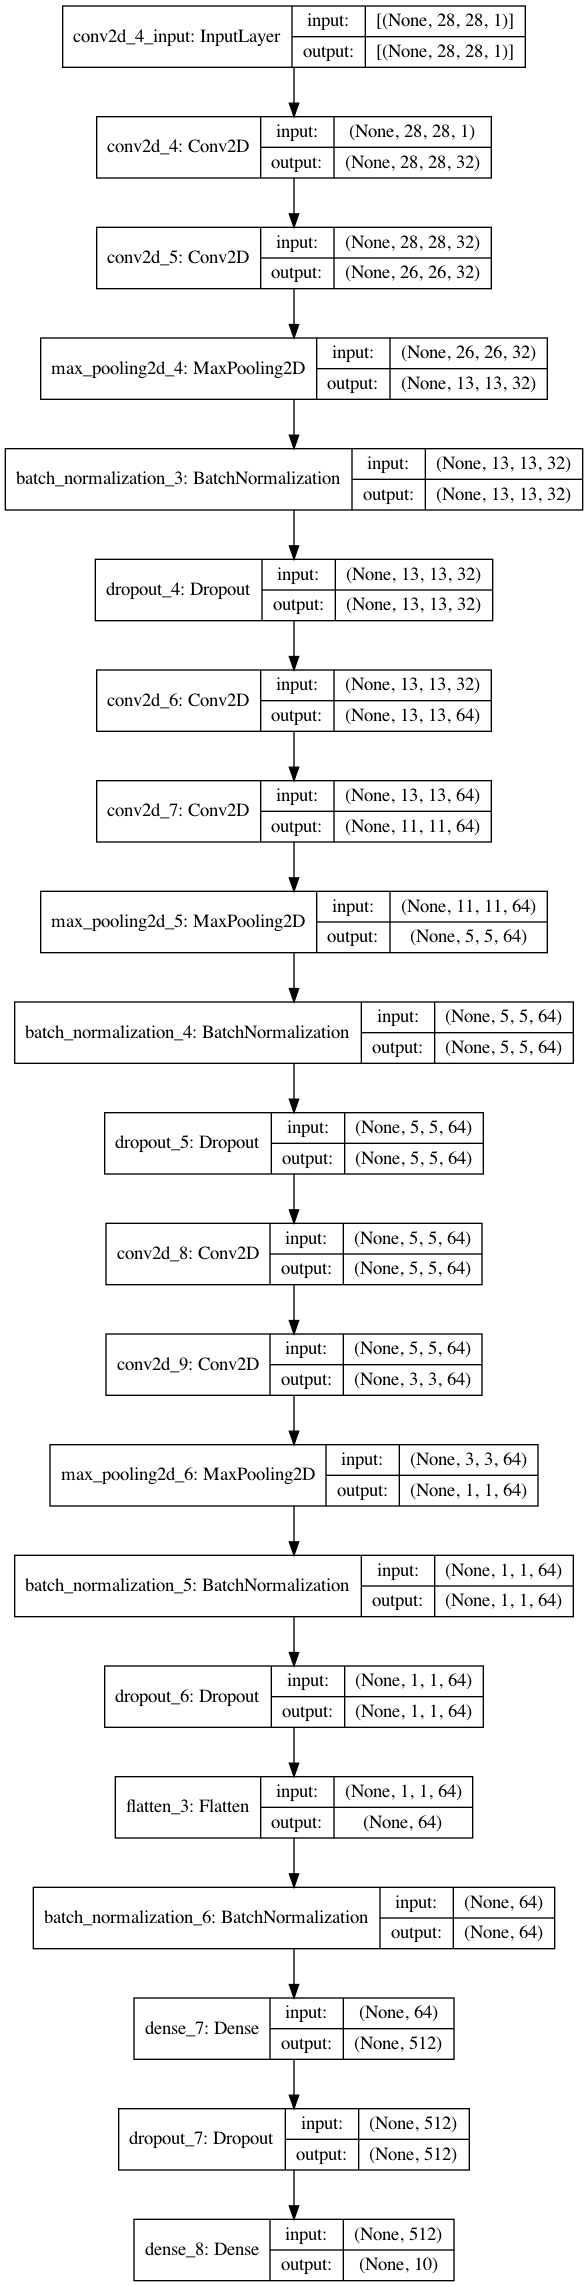 conv2d_4_input: InputLayer input: [(None, 28, 28, 1)]
output: [(None, 28, 28, 1)]
conv2d_4: Conv2D input: (None, 28, 28, 1)
output: (None, 28, 28, 32)
conv2d_5: Conv2D input: (None, 28, 28, 32)
output: (None, 26, 26, 32)
max_pooling2d_4: MaxPooling2D input: (None, 26, 26, 32)
output: (None, 13, 13, 32)
batch_normalization_3: BatchNormalization input: (None, 13, 13, 32)
output: (None, 13, 13, 32)
dropout_4: Dropout input: (None, 13, 13, 32)
output: (None, 13, 13, 32)
conv2d_6: Conv2D input: (None, 13, 13, 32)
output: (None, 13, 13, 64)
conv2d_7: Conv2D input: (None, 13, 13, 64)
output: (None, 11, 11, 64)
max_pooling2d_5: MaxPooling2D input: (None, 11, 11, 64)
output: (None, 5, 5, 64)
batch_normalization_4: BatchNormalization input: (None, 5, 5, 64)
output: (None, 5, 5, 64)
dropout_5: Dropout input: (None, 5, 5, 64)
output: (None, 5, 5, 64)
conv2d_8: Conv2D input: (None, 5, 5, 64)
output: (None, 5, 5, 64)
conv2d_9: Conv2D input: (None, 5, 5, 64)
output: (None, 3, 3, 64)
max_pooling2d_6: MaxPooling2D input: (None, 3, 3, 64)
output: (None, 1, 1, 64)
batch_normalization_5: BatchNormalization input: (None, 1, 1, 64)
output: (None, 1, 1, 64)
dropout_6: Dropout input: (None, 1, 1, 64)
output: (None, 1, 1, 64)
flatten_3: Flatten input: (None, 1, 1, 64)
output: (None, 64)
batch_normalization_6: BatchNormalization input: (None, 64)
output: (None, 64)
dense_7: Dense input: (None, 64)
output: (None, 512)
dropout_7: Dropout input: (None, 512)
output: (None, 512)
dense_8: Dense input: (None, 512)
output: (None, 10)